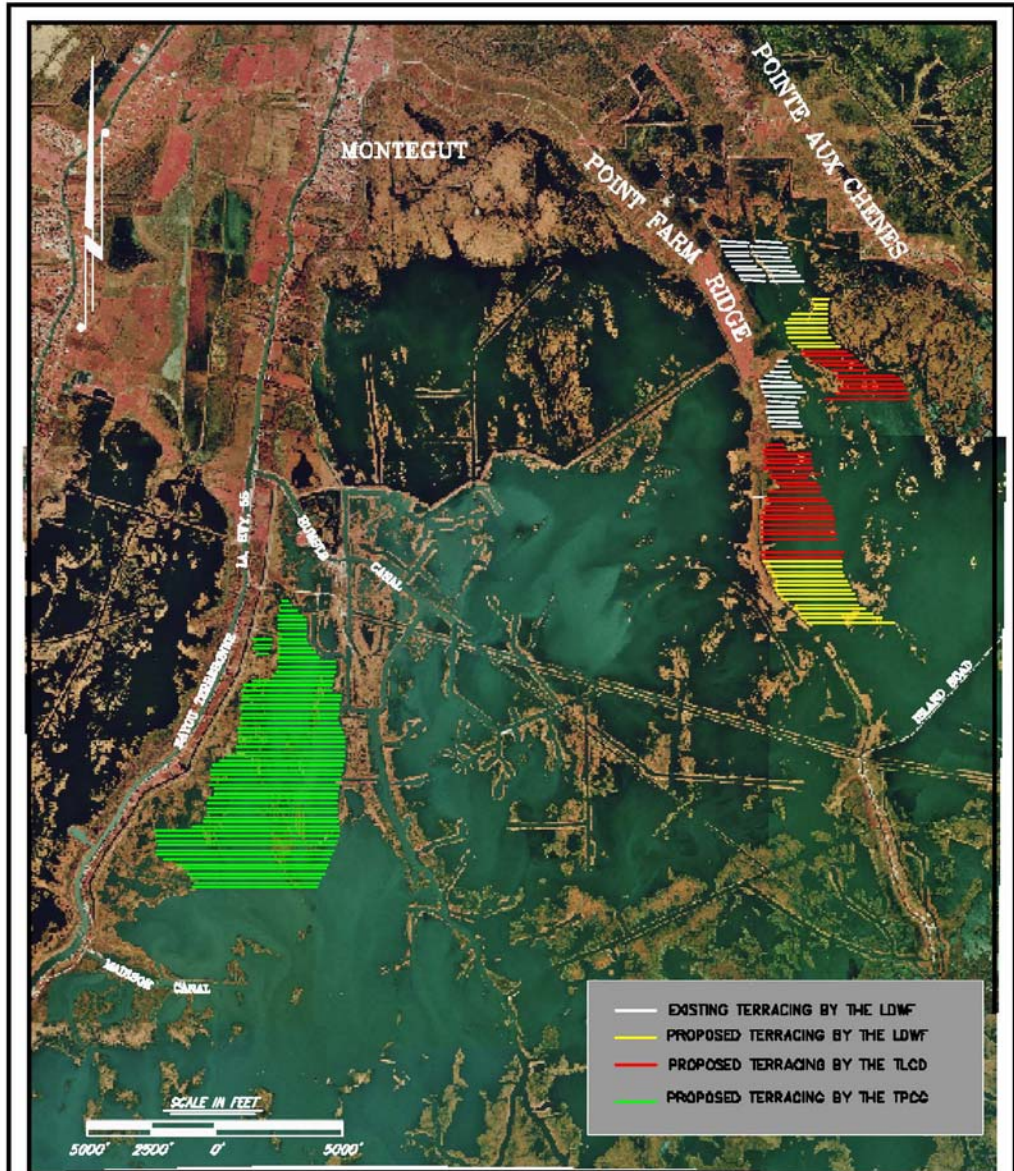 POINTE AUX CHENES
MONTEGUT
POINT FARM RIDGE
LA. HWY. 55
BUSH CANAL
BAYOU TERREBONNE
ISLAND ROAD
MADISON CANAL
EXISTING TERRACING BY THE LDWF
PROPOSED TERRACING BY THE LDWF
PROPOSED TERRACING BY THE TLCD
PROPOSED TERRACING BY THE TPCG
SCALE IN FEET
5000' 2500' 0' 5000'